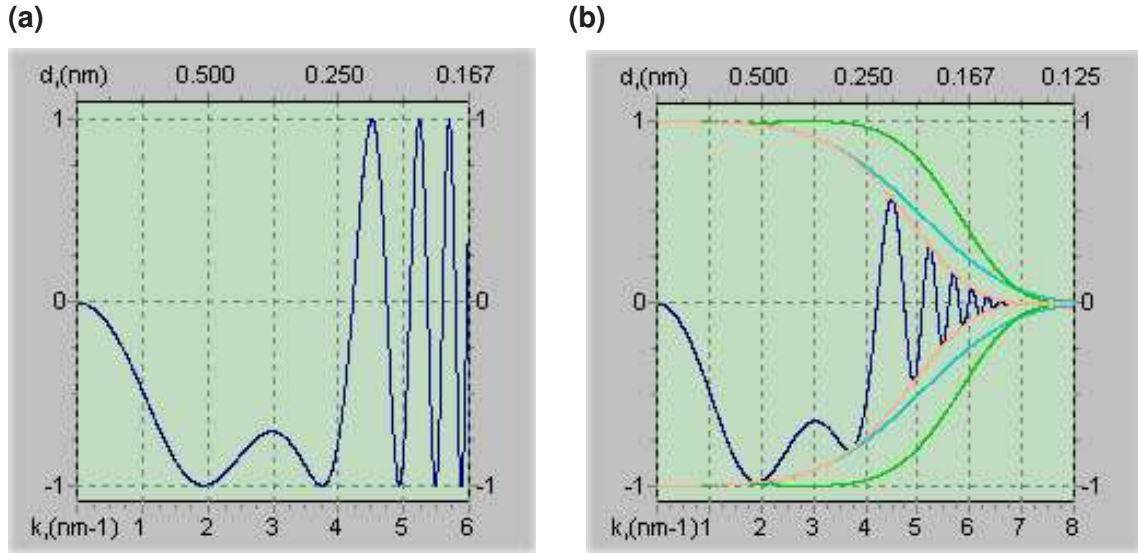 (a)
(b)
d,(nm) 0.500 0.250 0.167
1 1
0 0
-1 -1
k,(nm-1) 1 2 3 4 5 6
d,(nm) 0.500 0.250 0.167 0.125
1 1
0 0
-1 -1
k,(nm-1)1 2 3 4 5 6 7 8